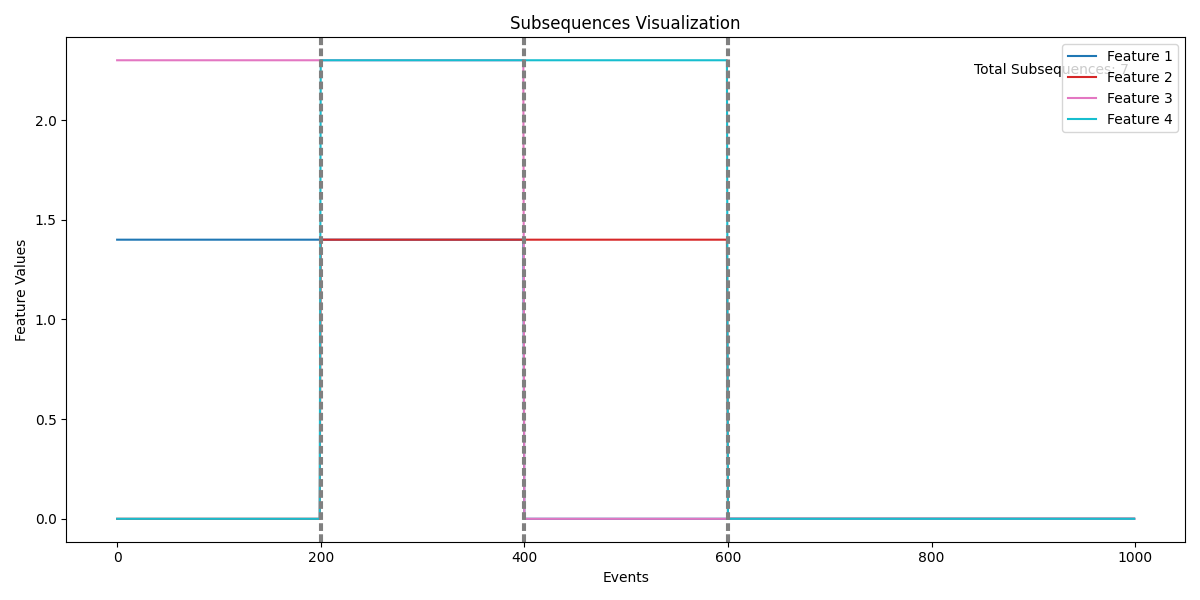 Subsequences Visualization
Total Subsequences: 7
Feature 1
Feature 2
Feature 3
Feature 4
Feature Values
2.0
1.5
1.0
0.5
0.0
0 200 400 600 800 1000
Events